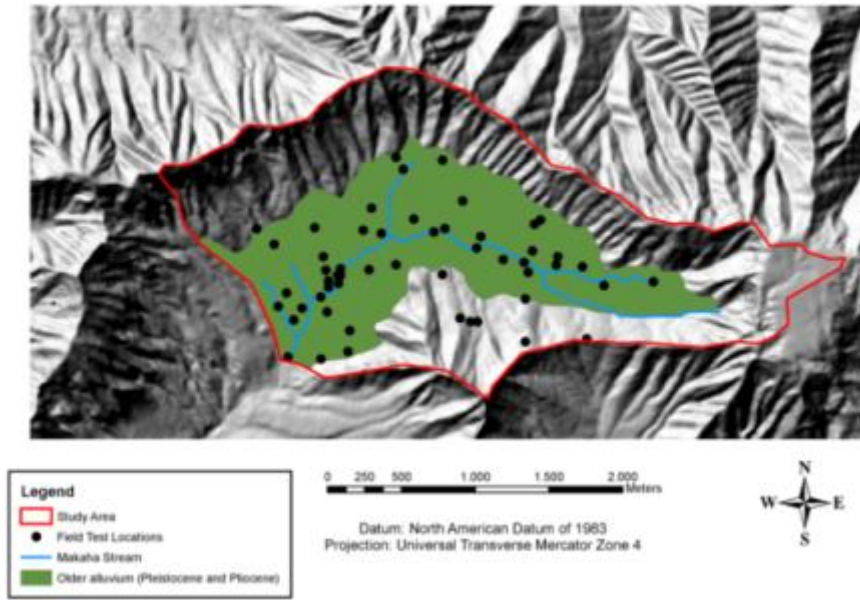 Legend
Study Area
Field Test Locations
Makaha Stream
Older alluvium (Pleistocene and Pliocene)
0 250 500 1.000 1.500 2.000
Meters
Datum: North American Datum of 1983
Projection: Universal Transverse Mercator Zone 4
N
W E
S